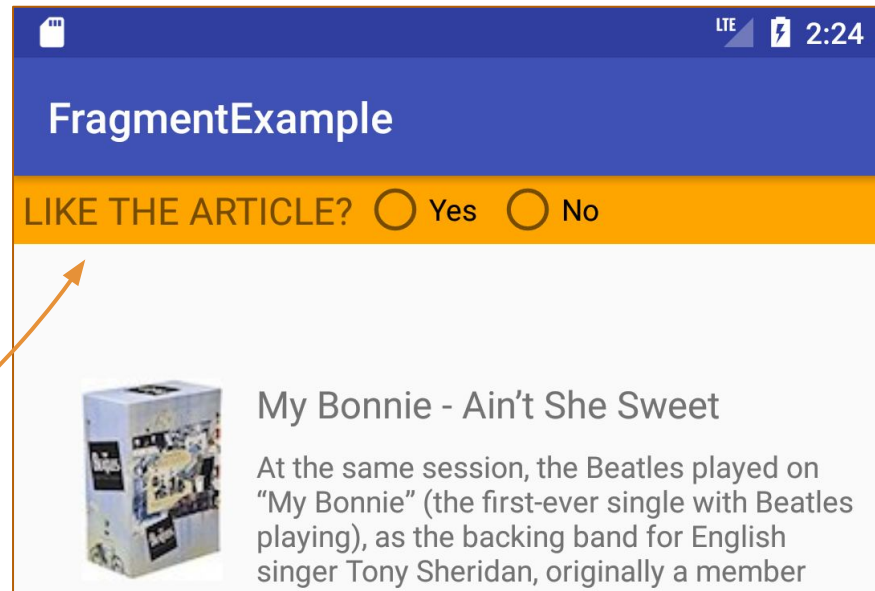 LTE 2:24
FragmentExample
LIKE THE ARTICLE? Yes No
My Bonnie - Ain’t She Sweet
At the same session, the Beatles played on
“My Bonnie” (the first-ever single with Beatles
playing), as the backing band for English
singer Tony Sheridan, originally a member